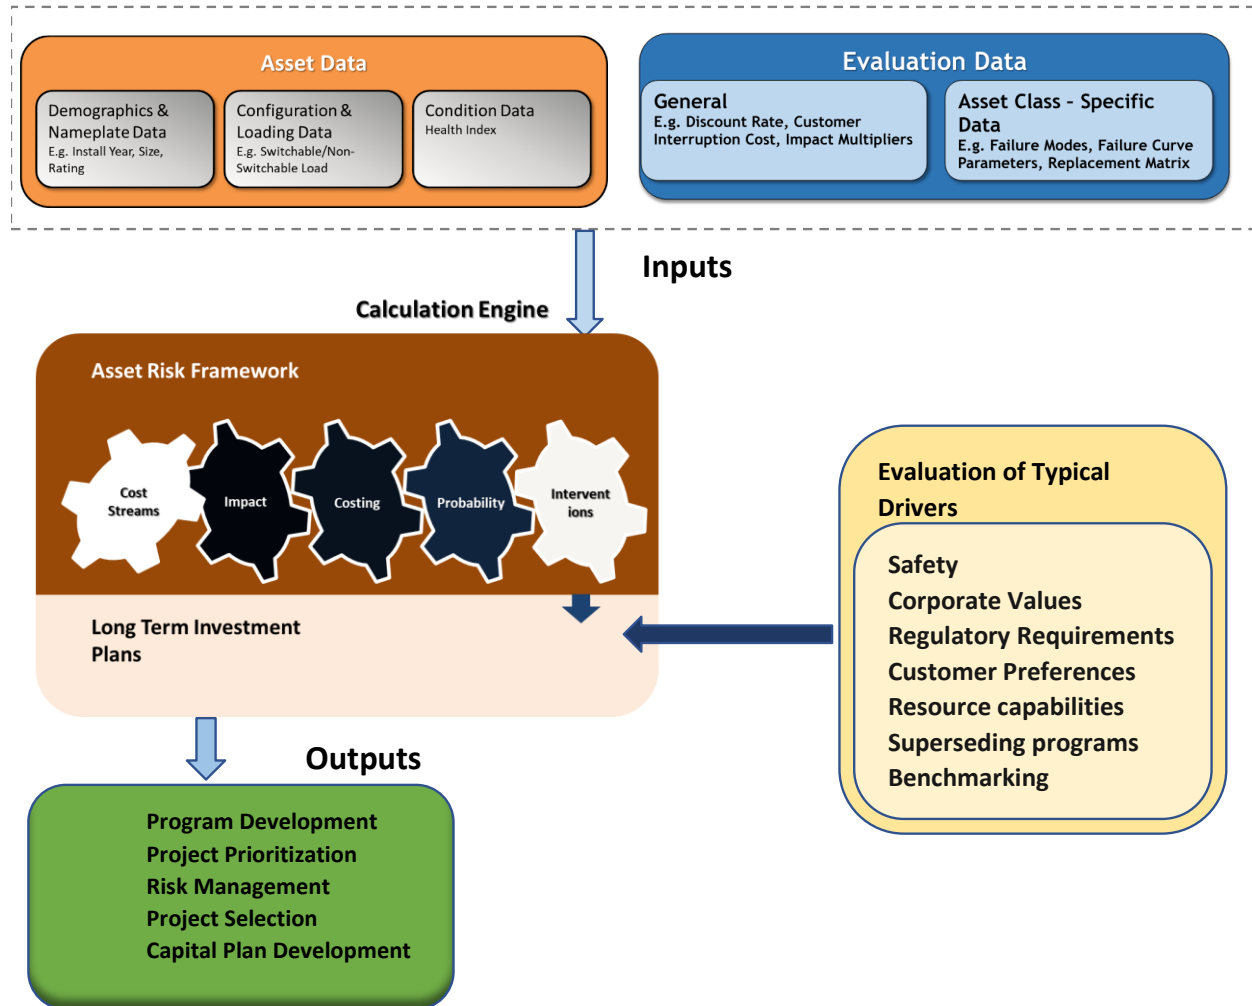 Asset Data
Demographics &
Nameplate Data
E.g. Install Year, Size,
Rating
Configuration &
Loading Data
E.g. Switchable/Non-
Switchable Load
Condition Data
Health Index
Evaluation Data
General
E.g. Discount Rate, Customer
Interruption Cost, Impact Multipliers
Asset Class – Specific
Data
E.g. Failure Modes, Failure Curve
Parameters, Replacement Matrix
Inputs
Calculation Engine
Asset Risk Framework
Cost
Streams
Impact
Costing
Probability
Intervent
ions
Long Term Investment
Plans
Evaluation of Typical
Drivers
Safety
Corporate Values
Regulatory Requirements
Customer Preferences
Resource capabilities
Superseding programs
Benchmarking
Outputs
Program Development
Project Prioritization
Risk Management
Project Selection
Capital Plan Development